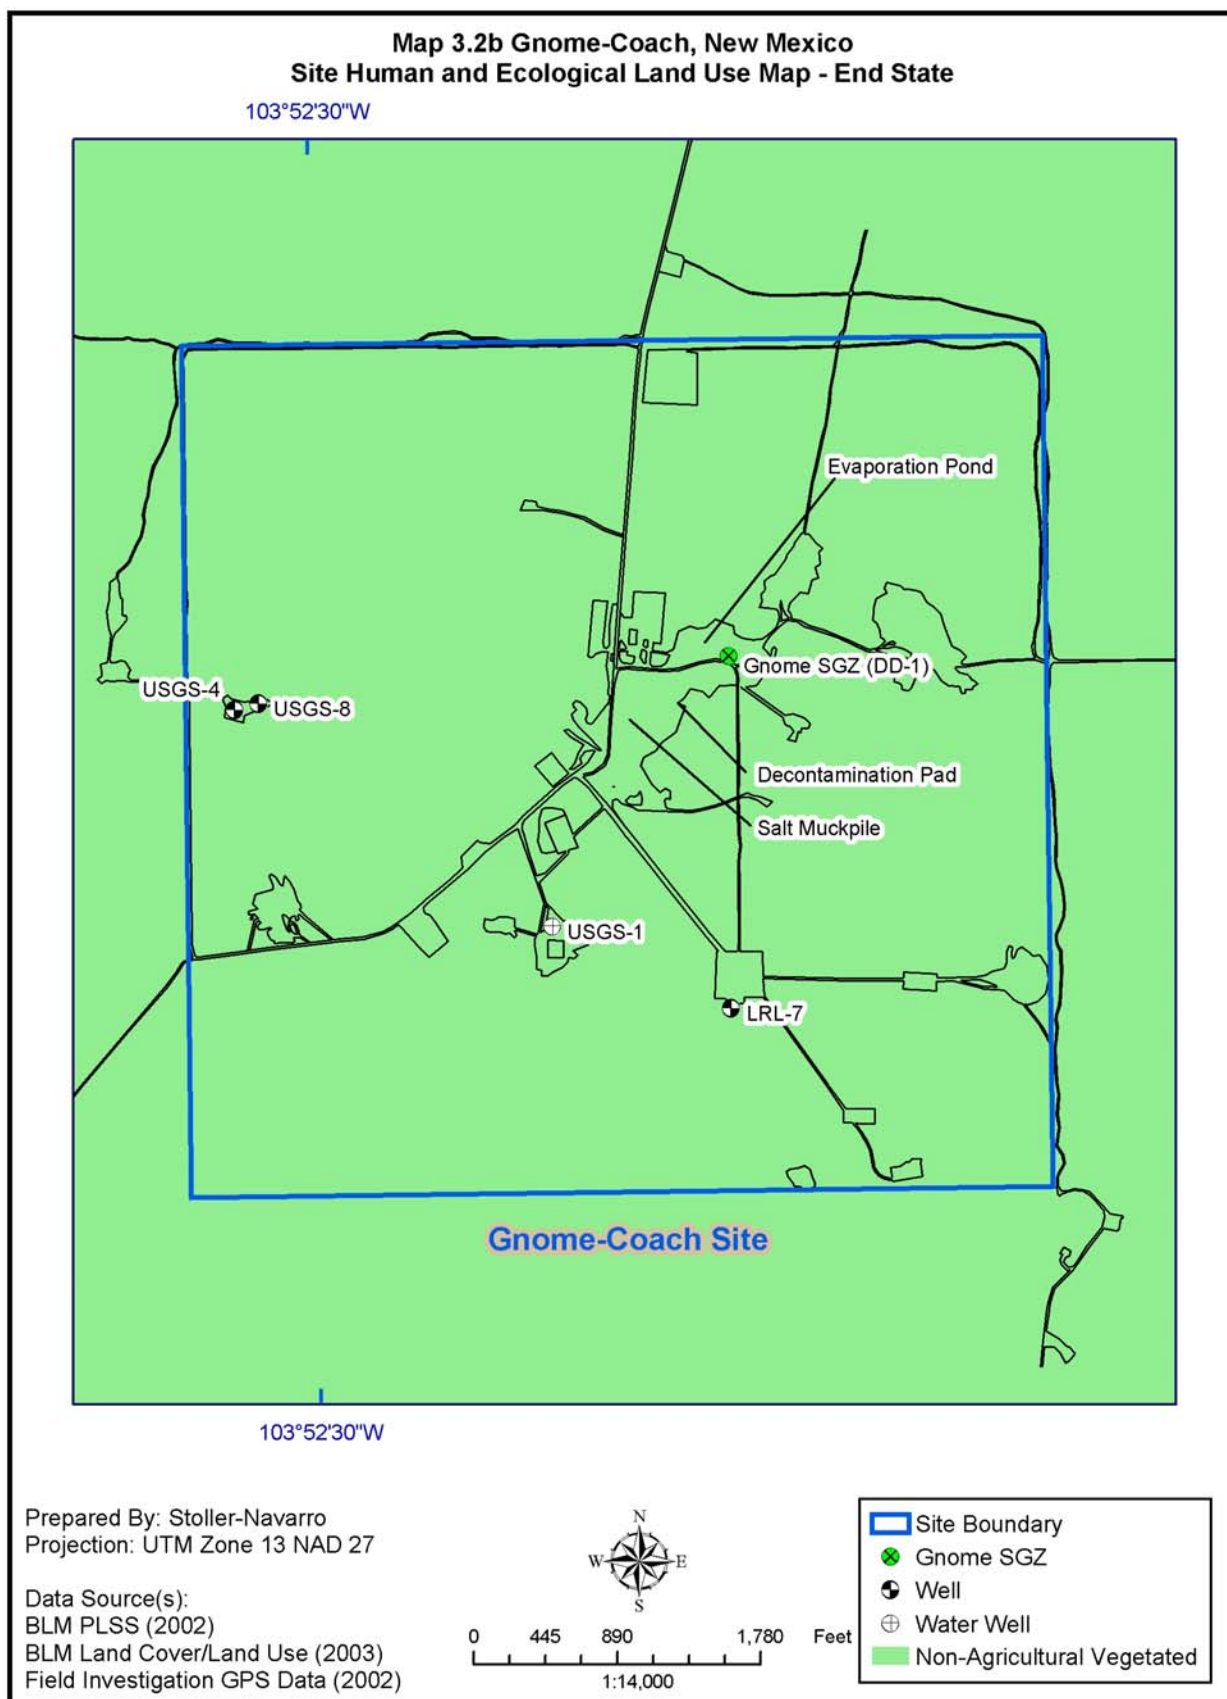 Map 3.2b Gnome-Coach, New Mexico
Site Human and Ecological Land Use Map - End State
103°52'30"W
Evaporation Pond
Gnome SGZ (DD-1)
USGS-4
USGS-8
Decontamination Pad
Salt Muckpile
USGS-1
LRL-7
Gnome-Coach Site
103°52'30"W
Prepared By: Stoller-Navarro
Projection: UTM Zone 13 NAD 27
Data Source(s):
BLM PLSS (2002)
BLM Land Cover/Land Use (2003)
Field Investigation GPS Data (2002)
N
W E
S
0 445 890 1,780 Feet
1:14,000
Site Boundary
Gnome SGZ
Well
Water Well
Non-Agricultural Vegetated